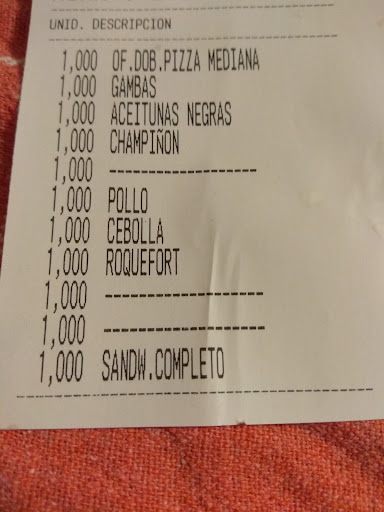 UNID. DESCRIPCION
1,000 OF.DOB.PIZZA MEDIANA
1,000 GAMBAS
1,000 ACEITUNAS NEGRAS
1,000 CHAMPIÑON
1,000 ------------------
1,000 POLLO
1,000 CEBOLLA
1,000 ROQUEFORT
1,000 ------------------
1,000 ------------------
1,000 SANDW.COMPLETO